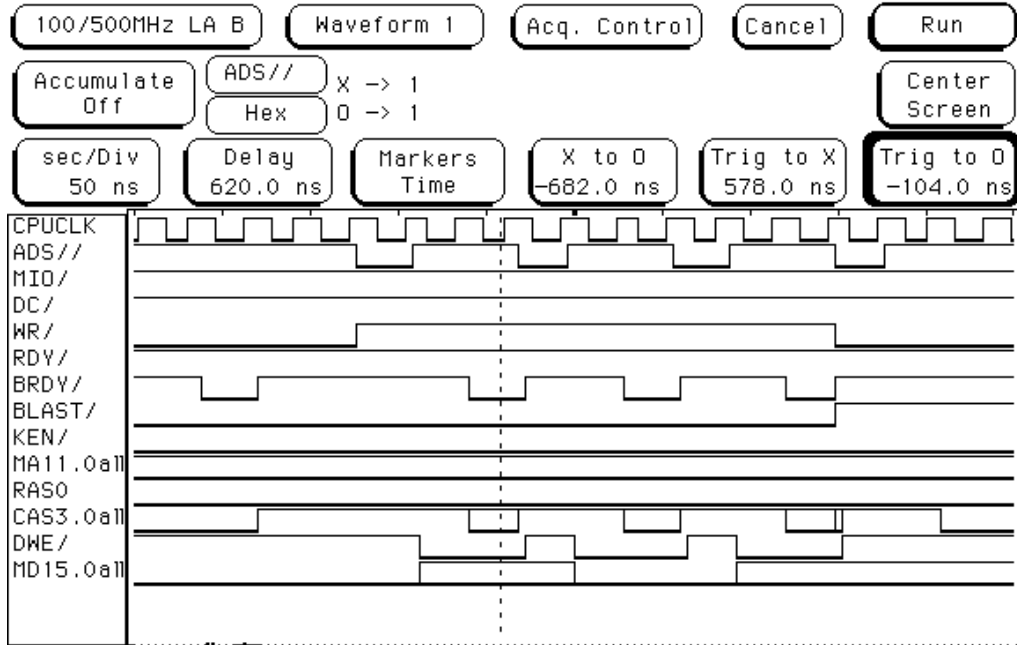 100/500MHz LA B Waveform 1 Acq. Control Cancel Run
Accumulate Off ADS// X -> 1 Center Screen
Hex O -> 1
sec/Div Delay Markers X to O Trig to X Trig to O
50 ns 620.0 ns Time -682.0 ns 578.0 ns -104.0 ns
CPUCLK
ADS//
MIO/
DC/
WR/
RDY/
BRDY/
BLAST/
KEN/
MA11.0all
RAS0
CAS3.0all
DWE/
MD15.0all